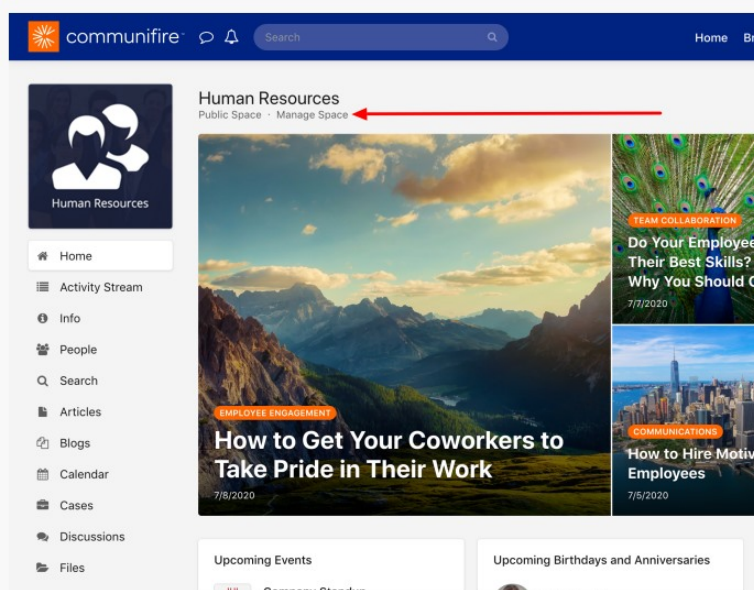 communifire
Search
Home
Human Resources
Public Space · Manage Space
Human Resources
Home
Activity Stream
Info
People
Search
Articles
Blogs
Calendar
Cases
Discussions
Files
EMPLOYEE ENGAGEMENT
How to Get Your Coworkers to
Take Pride in Their Work
7/8/2020
TEAM COLLABORATION
Do Your Employee
Their Best Skills?
Why You Should
7/7/2020
COMMUNICATIONS
How to Hire Motiv
Employees
7/5/2020
Upcoming Events
Company Standup
Upcoming Birthdays and Anniversaries